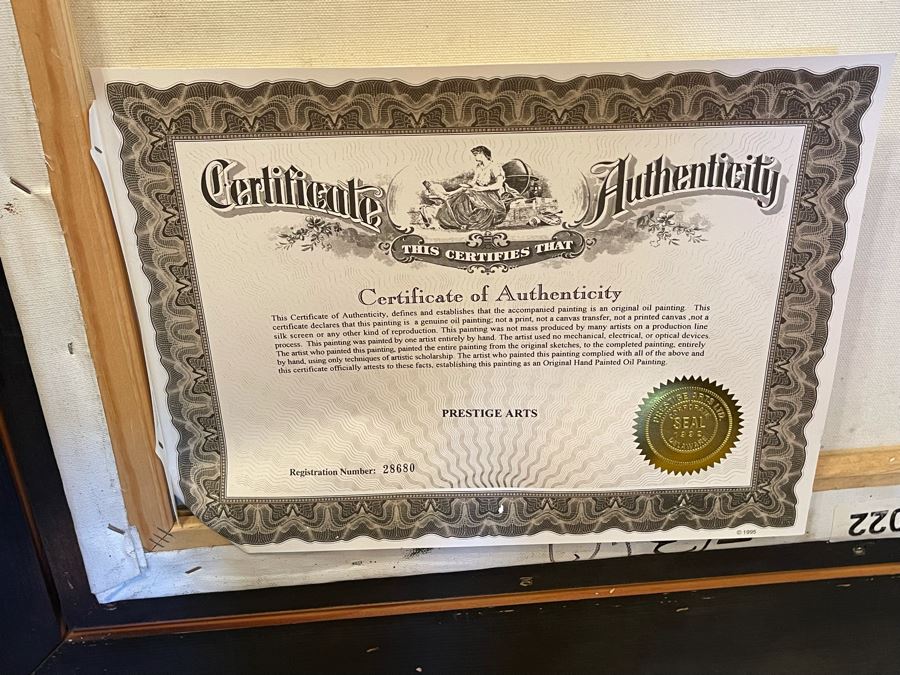 Certificate Authenticity
THIS CERTIFIES THAT
Certificate of Authenticity
This Certificate of Authenticity, defines and establishes that the accompanied painting is an original oil painting. This
certificate declares that this painting is a genuine oil painting; not a print, not a canvas transfer, not a printed canvas ,not a
silk screen or any other kind of reproduction. This painting was not mass produced by many artists on a production line
process. This painting was painted by one artist entirely by hand. The artist used no mechanical, electrical, or optical devices.
The artist who painted this painting, painted the entire painting from the original sketches, to the completed painting, entirely
by hand, using only techniques of artistic scholarship. The artist who painted this painting complied with all of the above and
this certificate officially attests to these facts, establishing this painting as an Original Hand Painted Oil Painting.
PRESTIGE ARTS
CORPORATE
SEAL
DELAWARE
Registration Number: 28680
© 1995
2022